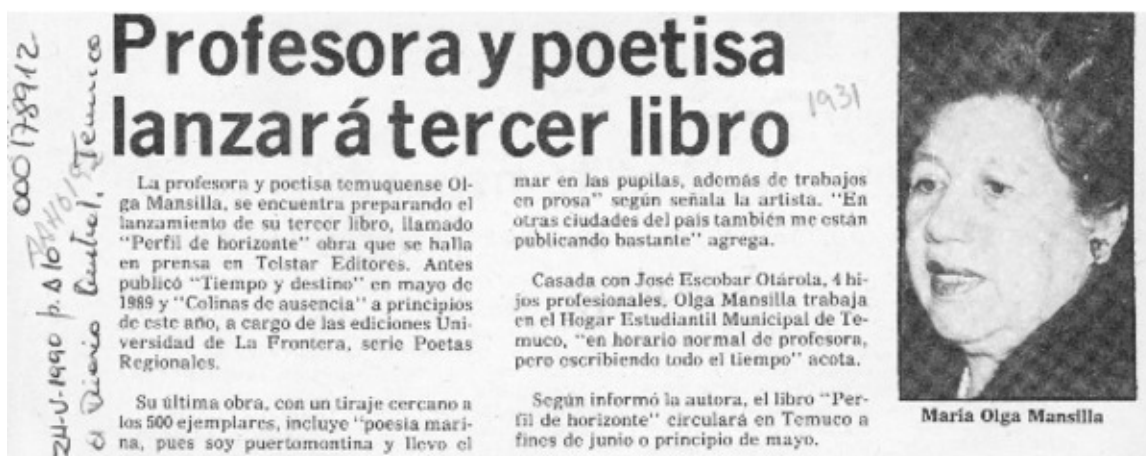 Profesora y poetisa
lanzará tercer libro
1931
La profesora y poetisa temuquense Ol-
ga Mansilla, se encuentra preparando el
lanzamiento de su tercer libro, llamado
"Perfil de horizonte" obra que se halla
en prensa en Telstar Editores. Antes
publicó "Tiempo y destino" en mayo de
1989 y "Colinas de ausencia" a principios
de este año, a cargo de las ediciones Uni-
versidad de La Frontera, serie Poetas
Regionales.
Su última obra, con un tiraje cercano a
los 500 ejemplares, incluye "poesía mari-
na, pues soy puertomontina y llevo el
mar en las pupilas, además de trabajos
en prosa" según señala la artista. "En
otras ciudades del país también me están
publicando bastante" agrega.
Casada con José Escobar Otárola, 4 hi-
jos profesionales, Olga Mansilla trabaja
en el Hogar Estudiantil Municipal de Te-
muco, "en horario normal de profesora,
pero escribiendo todo el tiempo" acota.
Según informó la autora, el libro "Per-
fil de horizonte" circulará en Temuco a
fines de junio o principio de mayo.
María Olga Mansilla
000178912
El Diario Austral, Temuco
24-V-1990 p. A 10